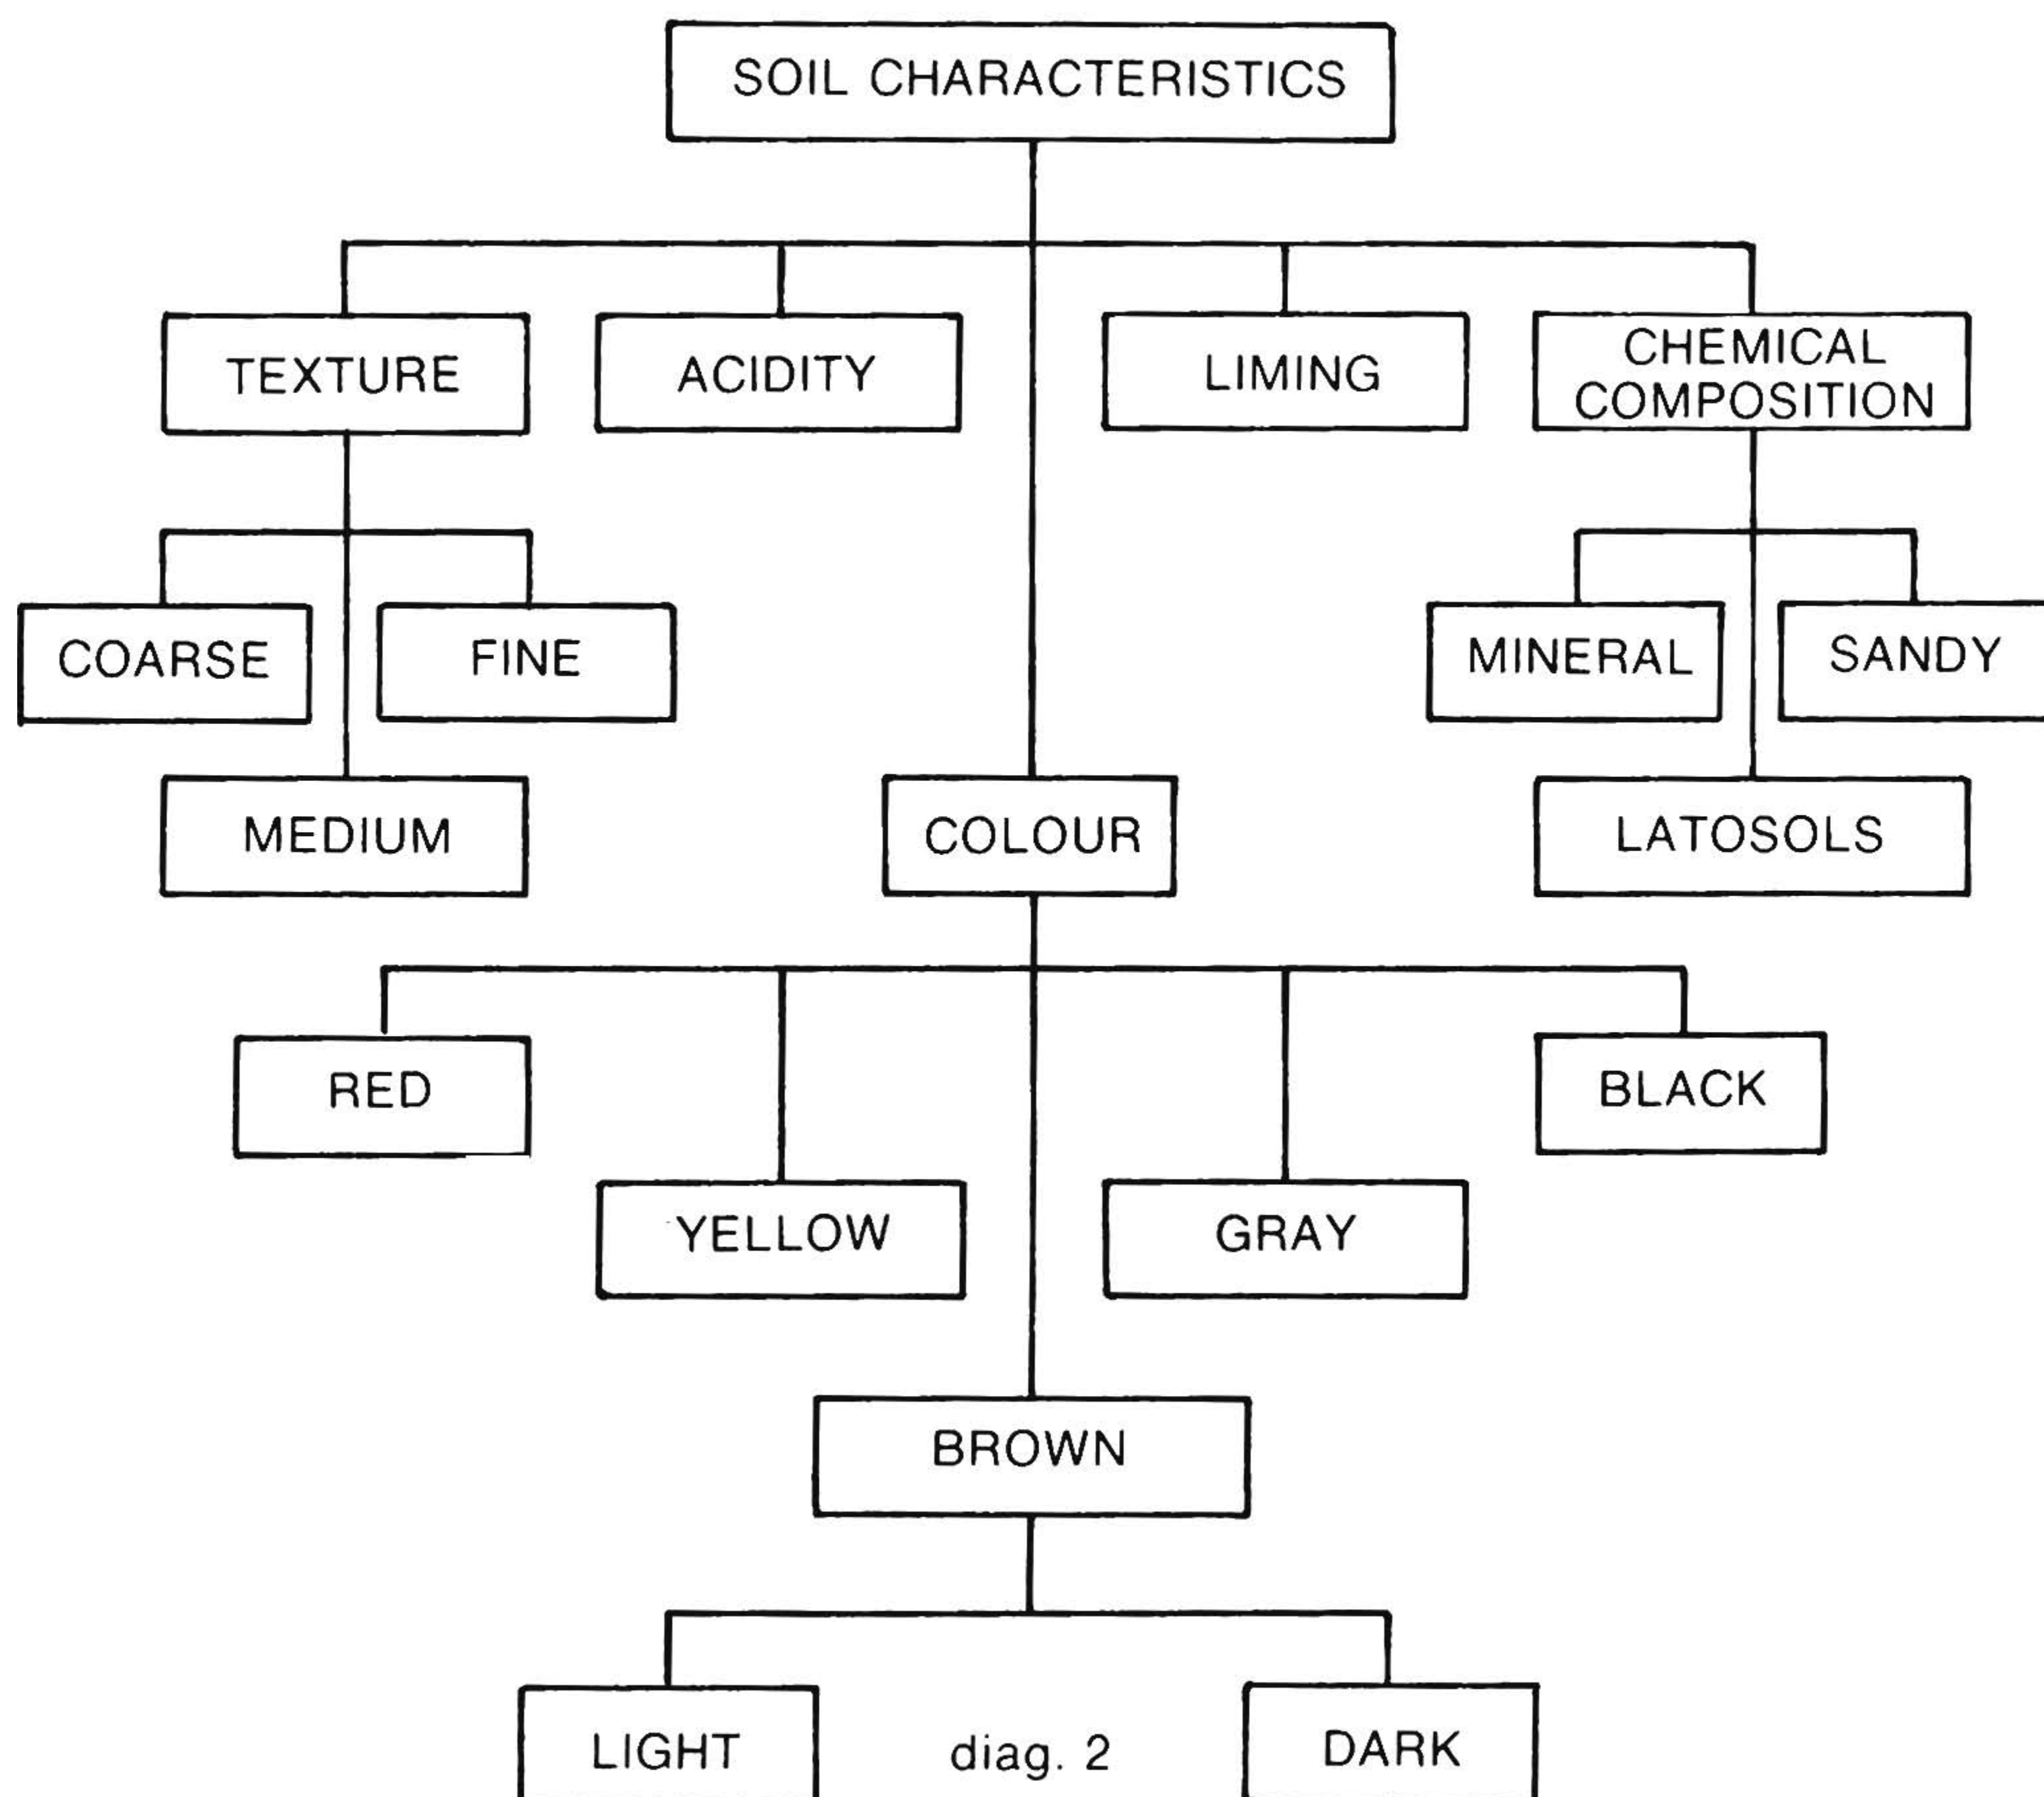 SOIL CHARACTERISTICS
TEXTURE
ACIDITY
LIMING
CHEMICAL
COMPOSITION
COARSE
FINE
MINERAL
SANDY
MEDIUM
COLOUR
LATOSOLS
RED
BLACK
YELLOW
GRAY
BROWN
LIGHT
diag. 2
DARK